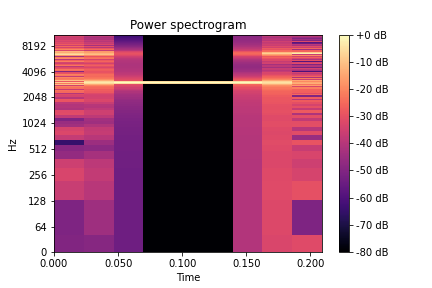 Power spectrogram
8192
4096
2048
1024
512
256
128
64
0
Hz
0.000 0.050 0.100 0.150 0.200
Time
+0 dB
-10 dB
-20 dB
-30 dB
-40 dB
-50 dB
-60 dB
-70 dB
-80 dB